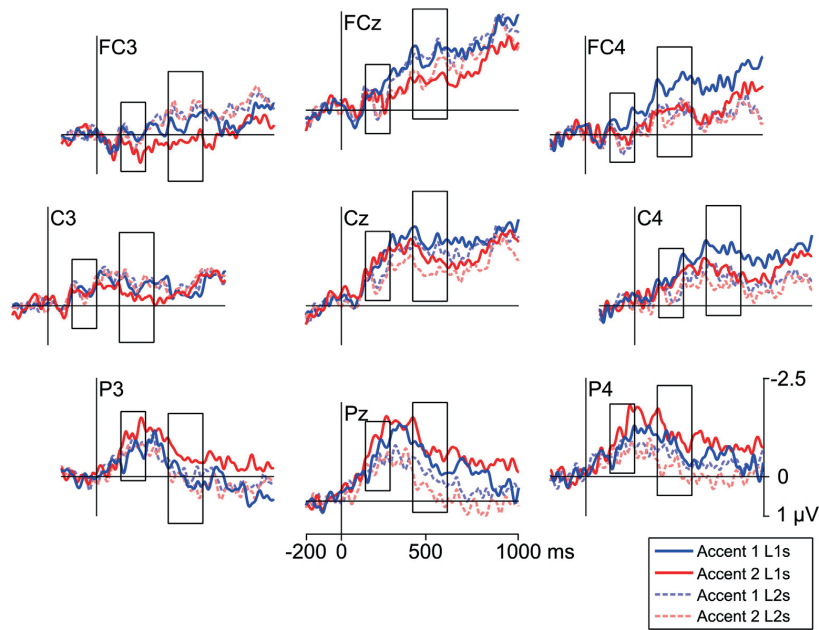 FC3 FCz FC4
C3 Cz C4
P3 Pz P4
-2.5
0
1 µV
-200 0 500 1000 ms
Accent 1 L1s
Accent 2 L1s
Accent 1 L2s
Accent 2 L2s